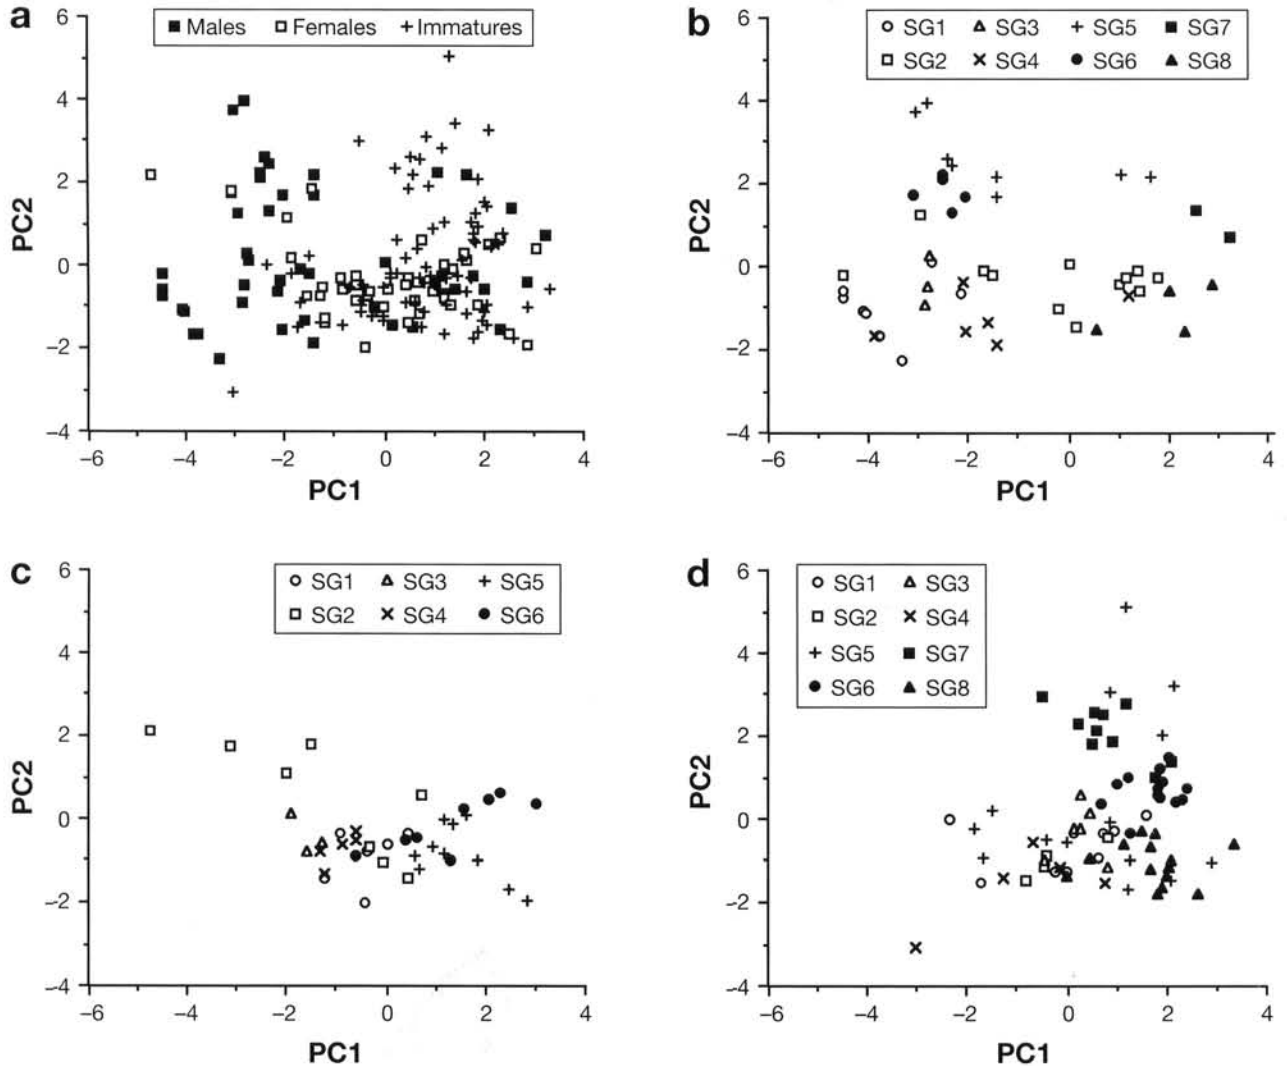 a
6
4
2
0
−2
−4
PC2
Males Females Immatures
−6 −4 −2 0 2 4
PC1
b
6
4
2
0
−2
−4
PC2
SG1 SG3 SG5 SG7
SG2 SG4 SG6 SG8
−6 −4 −2 0 2 4
PC1
c
6
4
2
0
−2
−4
PC2
SG1 SG3 SG5
SG2 SG4 SG6
−6 −4 −2 0 2 4
PC1
d
6
4
2
0
−2
−4
PC2
SG1 SG3
SG2 SG4
SG5 SG7
SG6 SG8
−6 −4 −2 0 2 4
PC1